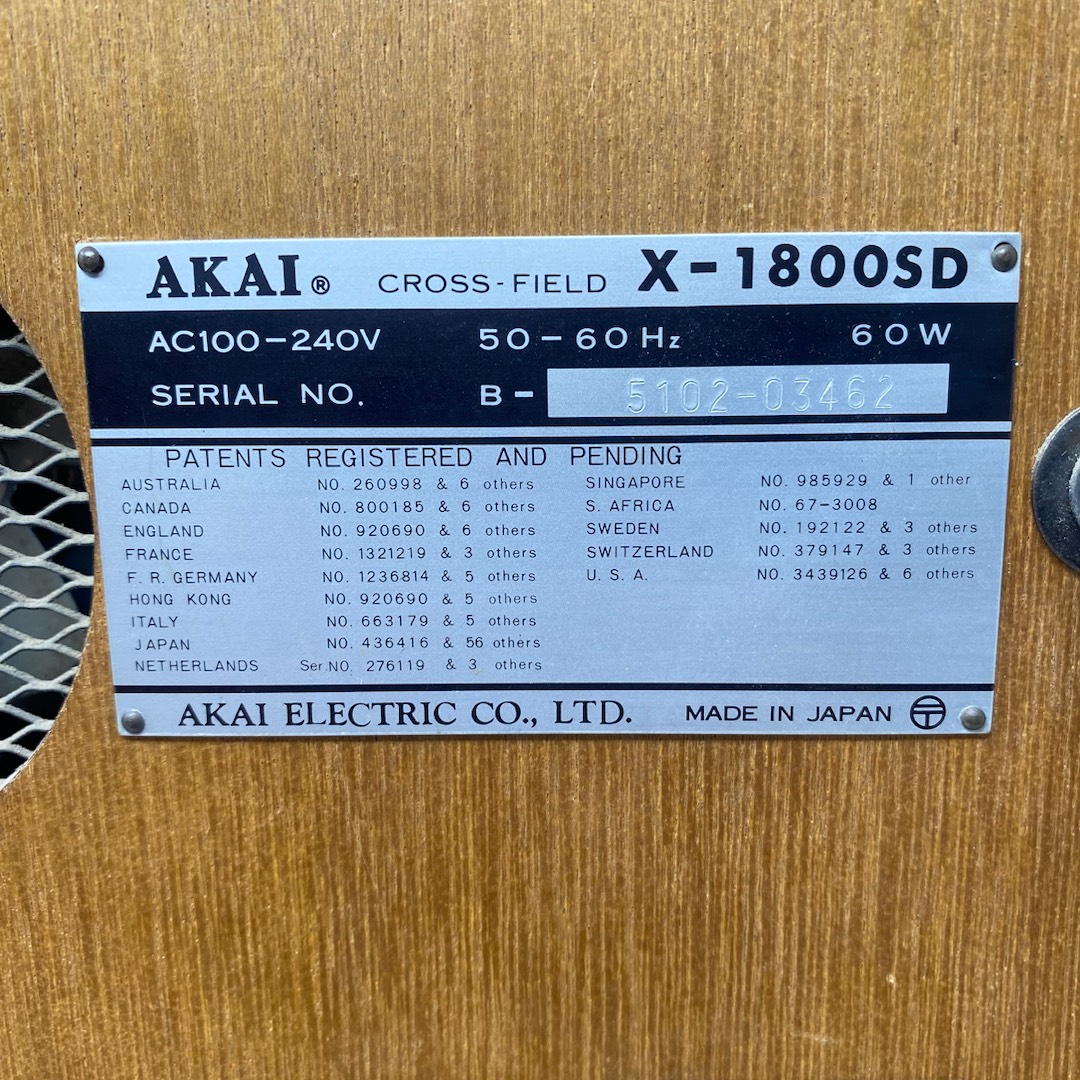 AKAI® CROSS-FIELD X-1800SD
AC100-240V 50-60Hz 60W
SERIAL NO. B- 5102-03462
PATENTS REGISTERED AND PENDING
AUSTRALIA NO. 260998 & 6 others
CANADA NO. 800185 & 6 others
ENGLAND NO. 920690 & 6 others
FRANCE NO. 1321219 & 3 others
F. R. GERMANY NO. 1236814 & 5 others
HONG KONG NO. 920690 & 5 others
ITALY NO. 663179 & 5 others
JAPAN NO. 436416 & 56 others
NETHERLANDS Ser.NO. 276119 & 3 others
SINGAPORE NO. 985929 & 1 other
S. AFRICA NO. 67-3008
SWEDEN NO. 192122 & 3 others
SWITZERLAND NO. 379147 & 3 others
U. S. A. NO. 3439126 & 6 others
AKAI ELECTRIC CO., LTD. MADE IN JAPAN